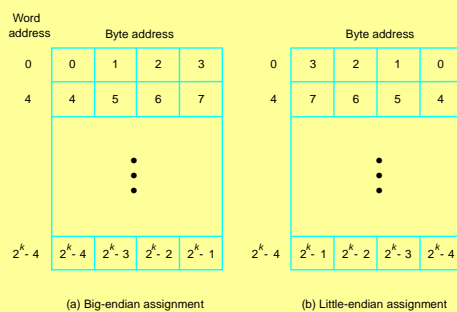 Word
address
Byte address
Byte address
0 0 1 2 3
0 3 2 1 0
4 4 5 6 7
4 7 6 5 4
2^k - 4 2^k - 4 2^k - 3 2^k - 2 2^k - 1
2^k - 4 2^k - 1 2^k - 2 2^k - 3 2^k - 4
(a) Big-endian assignment
(b) Little-endian assignment